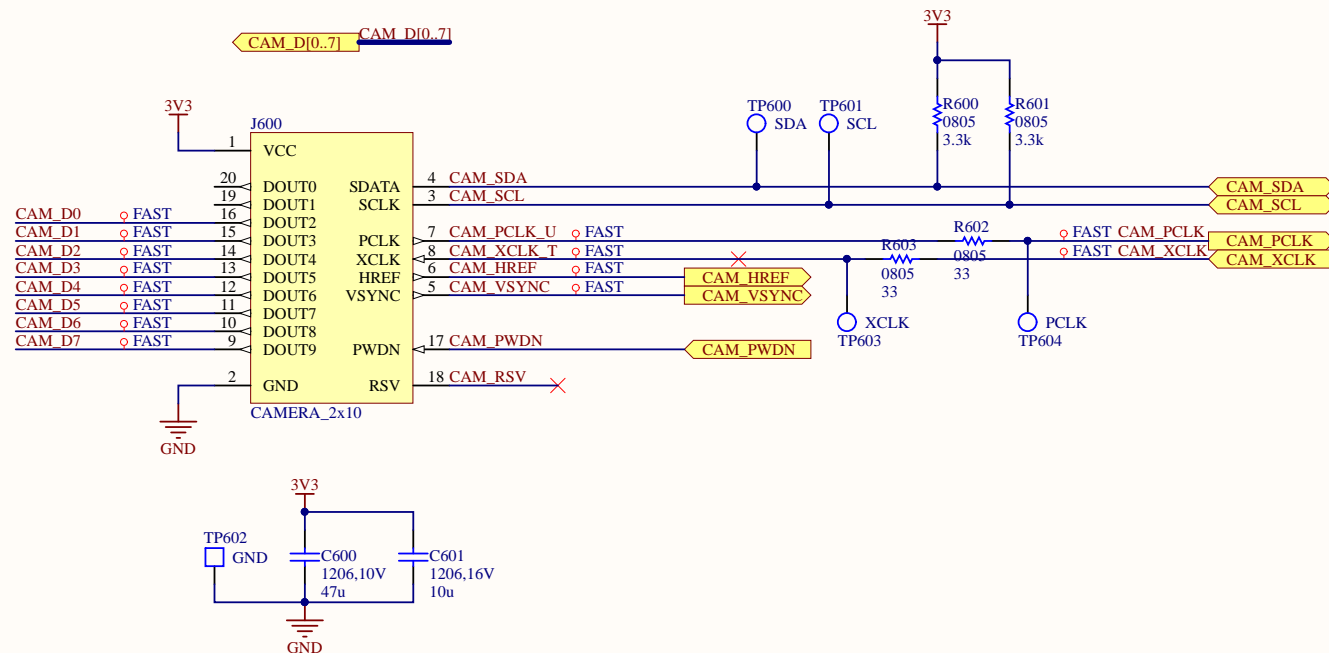 CAM_D[0..7] CAM_D[0..7]
3V3
3V3
J600
1 VCC
20 DOUT0
19 DOUT1
CAM_D0 FAST 16 DOUT2
CAM_D1 FAST 15 DOUT3
CAM_D2 FAST 14 DOUT4
CAM_D3 FAST 13 DOUT5
CAM_D4 FAST 12 DOUT6
CAM_D5 FAST 11 DOUT7
CAM_D6 FAST 10 DOUT8
CAM_D7 FAST 9 DOUT9
2 GND
GND
SDATA 4 CAM_SDA CAM_SDA
SCLK 3 CAM_SCL CAM_SCL
PCLK 7 CAM_PCLK_U FAST FAST CAM_PCLK CAM_PCLK
XCLK 8 CAM_XCLK_T FAST FAST CAM_XCLK CAM_XCLK
HREF 6 CAM_HREF FAST CAM_HREF
VSYNC 5 CAM_VSYNC FAST CAM_VSYNC
PWDN 17 CAM_PWDN CAM_PWDN
RSV 18 CAM_RSV
CAMERA_2x10
TP600
SDA
TP601
SCL
R600
0805
3.3k
R601
0805
3.3k
R602
0805
33
R603
0805
33
XCLK
TP603
PCLK
TP604
3V3
TP602
GND
C600
1206,10V
47u
C601
1206,16V
10u
GND